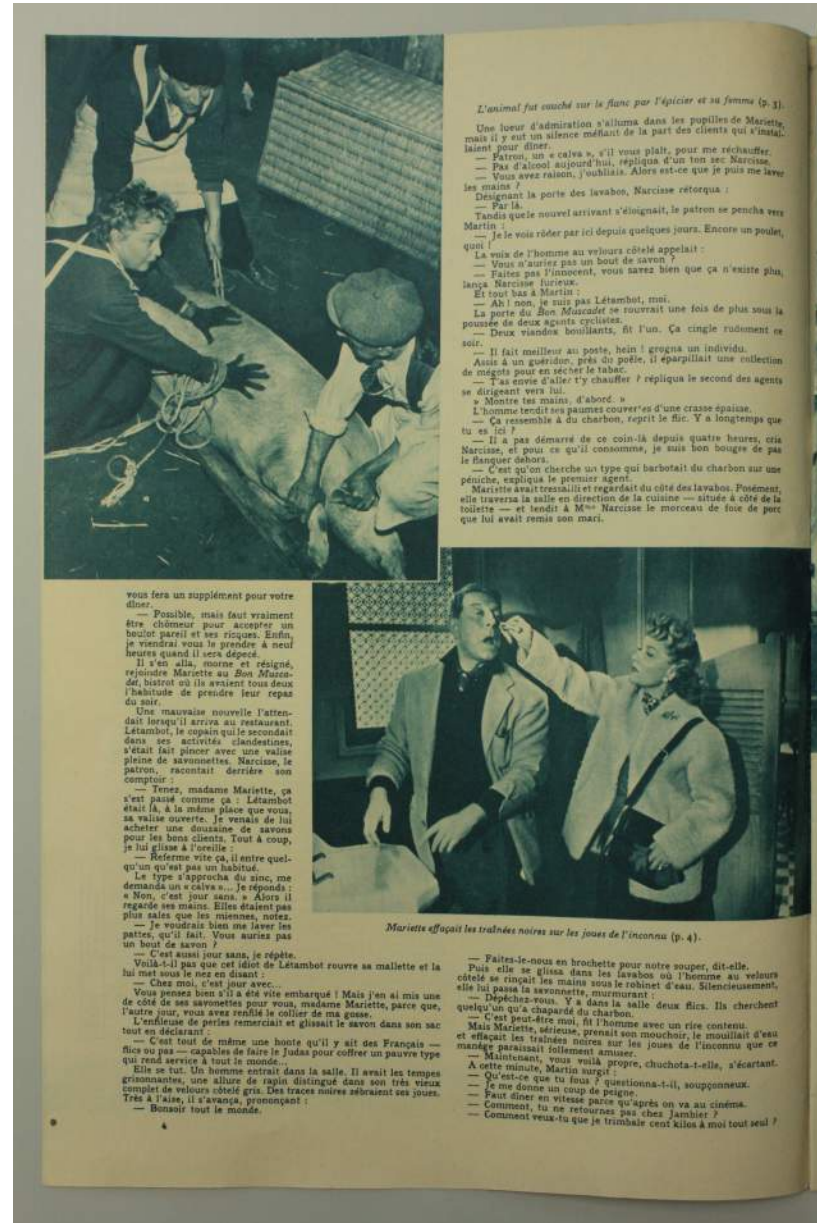 vous fera un supplément pour votre
dîner.
— Possible, mais faut vraiment
être chômeur pour accepter un
boulot pareil et ses risques. Enfin,
je viendrai vous le prendre à neuf
heures quand il sera dépecé.
Il s'en alla, morne et résigné,
rejoindre Mariette au Bon Musca-
det, bistrot où ils avaient tous deux
l'habitude de prendre leur repas
du soir.
Une mauvaise nouvelle l'atten-
dait lorsqu'il arriva au restaurant.
Létambot, le copain qui le secondait
dans ses activités clandestines,
s'était fait pincer avec une valise
pleine de savonnettes. Narcisse, le
patron, racontait derrière son
comptoir :
— Tenez, madame Mariette, ça
s'est passé comme ça : Létambot
était là, à la même place que vous,
sa valise ouverte. Je venais de lui
acheter une douzaine de savons
pour les bons clients. Tout à coup,
je lui glisse à l'oreille :
— Referme vite ça, il entre quel-
qu'un qu'est pas un habitué.
Le type s'approcha du zinc, me
demanda un « calva »... Je réponds :
« Non, c'est jour sans. » Alors il
regarde ses mains. Elles étaient pas
plus sales que les miennes, notez.
— Je voudrais bien me laver les
pattes, qu'il fait. Vous auriez pas
un bout de savon ?
— C'est aussi jour sans, je répète.
Voilà-t-il pas que cet idiot de Létambot rouvre sa mallette et la
lui met sous le nez en disant :
— Chez moi, c'est jour avec...
Vous pensez bien s'il a été vite embarqué ! Mais j'en ai mis une
de côté de ses savonettes pour vous, madame Mariette, parce que,
l'autre jour, vous avez renfilé le collier de ma gosse.
L'enfileuse de perles remerciait et glissait le savon dans son sac
tout en déclarant :
— C'est tout de même une honte qu'il y ait des Français —
flics ou pas — capables de faire le Judas pour coffrer un pauvre type
qui rend service à tout le monde...
Elle se tut. Un homme entrait dans la salle. Il avait les tempes
grisonnantes, une allure de rapin distingué dans son très vieux
complet de velours côtelé gris. Des traces noires zébraient ses joues.
Très à l'aise, il s'avança, prononçant :
— Bonsoir tout le monde.
4
L'animal fut couché sur le flanc par l'épicier et sa femme (p. 3).
Une lueur d'admiration s'alluma dans les pupilles de Mariette,
mais il y eut un silence méfiant de la part des clients qui s'instal-
laient pour dîner.
— Patron, un « calva », s'il vous plaît, pour me réchauffer.
— Pas d'alcool aujourd'hui, répliqua d'un ton sec Narcisse.
— Vous avez raison, j'oubliais. Alors est-ce que je puis me laver
les mains ?
Désignant la porte des lavabos, Narcisse rétorqua :
— Par là.
Tandis quele nouvel arrivant s'éloignait, le patron se pencha vers
Martin :
— Je le vois rôder par ici depuis quelques jours. Encore un poulet,
quoi !
La voix de l'homme au velours côtelé appelait :
— Vous n'auriez pas un bout de savon ?
— Faites pas l'innocent, vous savez bien que ça n'existe plus,
lança Narcisse furieux.
Et tout bas à Martin :
— Ah ! non, je suis pas Létambot, moi.
La porte du Bon Muscadet se rouvrait une fois de plus sous la
poussée de deux agents cyclistes.
— Deux viandox bouillants, fit l'un. Ça cingle rudement ce
soir.
— Il fait meilleur au poste, hein ! grogna un individu.
Assis à un guéridon, près du poêle, il éparpillait une collection
de mégots pour en sécher le tabac.
— T'as envie d'aller t'y chauffer ? répliqua le second des agents
se dirigeant vers lui.
» Montre tes mains, d'abord. »
L'homme tendit ses paumes couvertes d'une crasse épaisse.
— Ça ressemble à du charbon, reprit le flic. Y a longtemps que
tu es ici ?
— Il a pas démarré de ce coin-là depuis quatre heures, cria
Narcisse, et pour ce qu'il consomme, je suis bon bougre de pas
le flanquer dehors.
— C'est qu'on cherche un type qui barbotait du charbon sur une
péniche, expliqua le premier agent.
Mariette avait tressailli et regardait du côté des lavabos. Posément,
elle traversa la salle en direction de la cuisine — située à côté de la
toilette — et tendit à Mme Narcisse le morceau de foie de porc
que lui avait remis son mari.
Mariette effaçait les traînées noires sur les joues de l'inconnu (p. 4).
— Faites-le-nous en brochette pour notre souper, dit-elle.
Puis elle se glissa dans les lavabos où l'homme au velours
côtelé se rinçait les mains sous le robinet d'eau. Silencieusement,
elle lui passa la savonnette, murmurant :
— Dépêchez-vous. Y a dans la salle deux flics. Ils cherchent
quelqu'un qu'a chapardé du charbon.
— C'est peut-être moi, fit l'homme avec un rire contenu.
Mais Mariette, sérieuse, prenait son mouchoir, le mouillait d'eau
et effaçait les traînées noires sur les joues de l'inconnu que ce
manège paraissait follement amuser.
— Maintenant, vous voilà propre, chuchota-t-elle, s'écartant.
A cette minute, Martin surgit :
— Qu'est-ce que tu fous ? questionna-t-il, soupçonneux.
— Je me donne un coup de peigne.
— Faut dîner en vitesse parce qu'après on va au cinéma.
— Comment, tu ne retournes pas chez Jambier ?
— Comment veux-tu que je trimbale cent kilos à moi tout seul ?